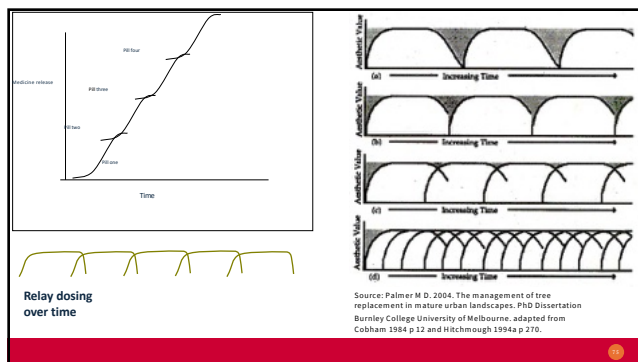 Pill four
Medicine release
Pill three
Pill two
Pill one
Time
Relay dosing
over time
Aesthetic Value
(a) Increasing Time
Aesthetic Value
(b) Increasing Time
Aesthetic Value
(c) Increasing Time
Aesthetic Value
(d) Increasing Time
Source: Palmer M D. 2004. The management of tree
replacement in mature urban landscapes. PhD Dissertation
Burnley College University of Melbourne. adapted from
Cobham 1984 p 12 and Hitchmough 1994a p 270.